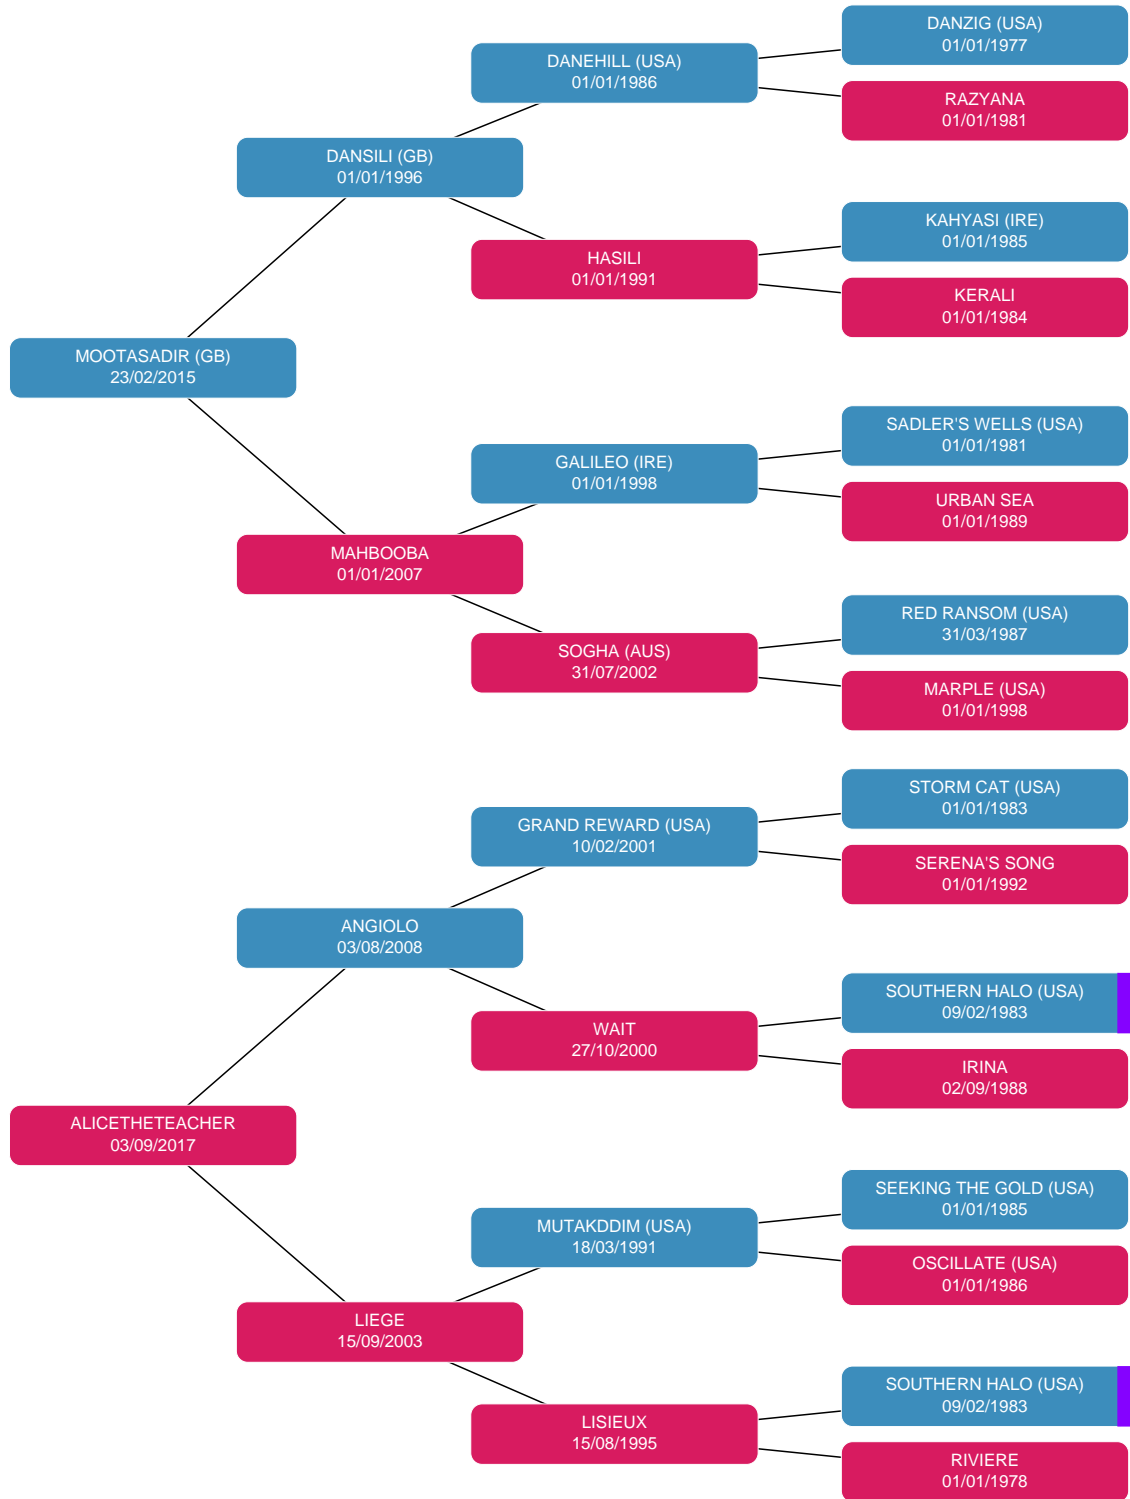 DANZIG (USA)
01/01/1977
DANEHILL (USA)
01/01/1986
RAZYANA
01/01/1981
DANSILI (GB)
01/01/1996
KAHYASI (IRE)
01/01/1985
HASILI
01/01/1991
KERALI
01/01/1984
MOOTASADIR (GB)
23/02/2015
SADLER'S WELLS (USA)
01/01/1981
GALILEO (IRE)
01/01/1998
URBAN SEA
01/01/1989
MAHBOOBA
01/01/2007
RED RANSOM (USA)
31/03/1987
SOGHA (AUS)
31/07/2002
MARPLE (USA)
01/01/1998
STORM CAT (USA)
01/01/1983
GRAND REWARD (USA)
10/02/2001
SERENA'S SONG
01/01/1992
ANGIOLO
03/08/2008
SOUTHERN HALO (USA)
09/02/1983
WAIT
27/10/2000
IRINA
02/09/1988
ALICETHETEACHER
03/09/2017
SEEKING THE GOLD (USA)
01/01/1985
MUTAKDDIM (USA)
18/03/1991
OSCILLATE (USA)
01/01/1986
LIEGE
15/09/2003
SOUTHERN HALO (USA)
09/02/1983
LISIEUX
15/08/1995
RIVIERE
01/01/1978